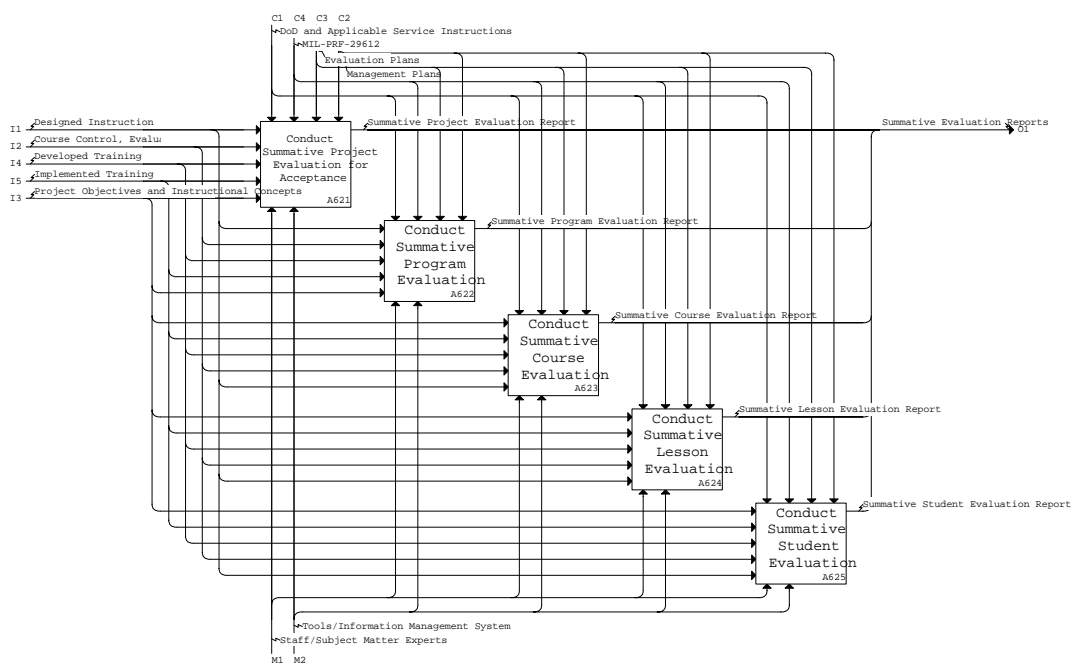 C1 C4 C3 C2
DoD and Applicable Service Instructions
MIL-PRF-29612
Evaluation Plans
Management Plans
I1 Designed Instruction
I2 Course Control, Evalu
I4 Developed Training
I5 Implemented Training
I3 Project Objectives and Instructional Concepts
Conduct
Summative Project
Evaluation for
Acceptance
A621
Summative Project Evaluation Report
Summative Evaluation Reports
O1
Conduct
Summative
Program
Evaluation
A622
Summative Program Evaluation Report
Conduct
Summative
Course
Evaluation
A623
Summative Course Evaluation Report
Conduct
Summative
Lesson
Evaluation
A624
Summative Lesson Evaluation Report
Conduct
Summative
Student
Evaluation
A625
Summative Student Evaluation Report
Tools/Information Management System
Staff/Subject Matter Experts
M1 M2